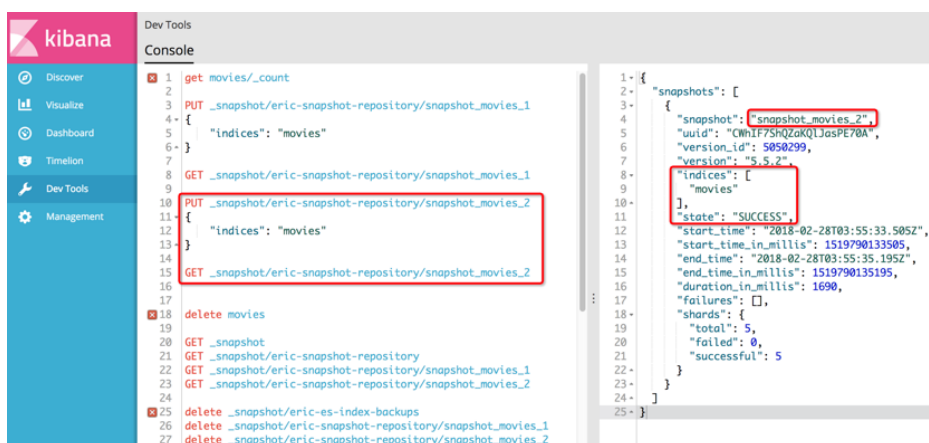 kibana
Discover
Visualize
Dashboard
Timelion
Dev Tools
Management
Dev Tools
Console
1 get movies/_count
2
3 PUT _snapshot/eric-snapshot-repository/snapshot_movies_1
4 {
5 "indices": "movies"
6 }
7
8 GET _snapshot/eric-snapshot-repository/snapshot_movies_1
9
10 PUT _snapshot/eric-snapshot-repository/snapshot_movies_2
11 {
12 "indices": "movies"
13 }
14
15 GET _snapshot/eric-snapshot-repository/snapshot_movies_2
16
17
18 delete movies
19
20 GET _snapshot
21 GET _snapshot/eric-snapshot-repository
22 GET _snapshot/eric-snapshot-repository/snapshot_movies_1
23 GET _snapshot/eric-snapshot-repository/snapshot_movies_2
24
25 delete _snapshot/eric-es-index-backups
26 delete _snapshot/eric-snapshot-repository/snapshot_movies_1
27 delete _snapshot/eric-snapshot-repository/snapshot_movies_2
1 {
2 "snapshots": [
3 {
4 "snapshot": "snapshot_movies_2",
5 "uuid": "CWhIF7ShQZaKQlJasPE70A",
6 "version_id": 5050299,
7 "version": "5.5.2",
8 "indices": [
9 "movies"
10 ],
11 "state": "SUCCESS",
12 "start_time": "2018-02-28T03:55:33.505Z",
13 "start_time_in_millis": 1519790133505,
14 "end_time": "2018-02-28T03:55:35.195Z",
15 "end_time_in_millis": 1519790135195,
16 "duration_in_millis": 1690,
17 "failures": [],
18 "shards": {
19 "total": 5,
20 "failed": 0,
21 "successful": 5
22 }
23 }
24 ]
25 }